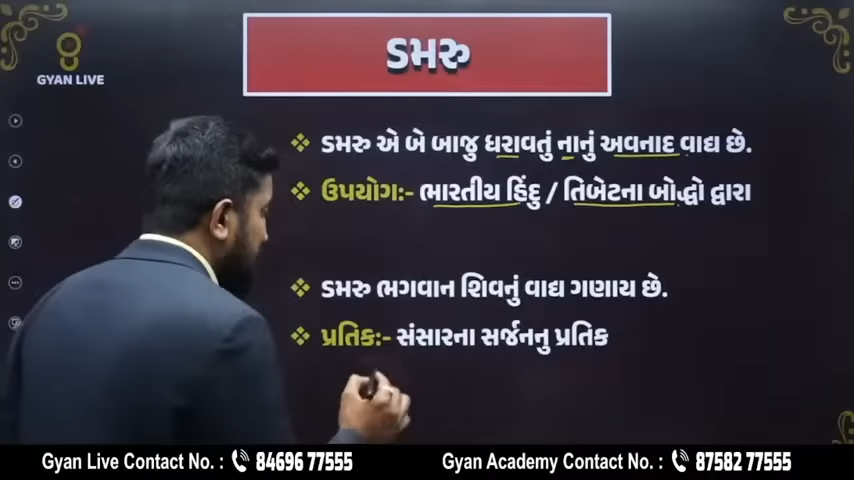 ડમરુ
GYAN LIVE
ડમરુ એ બે બાજુ ધરાવતું નાનું અવનાદ વાદ્ય છે.
ઉપયોગ:- ભારતીય હિંદુ / તિબેટના બોદ્ધો દ્વારા
ડમરુ ભગવાન શિવનું વાદ્ય ગણાય છે.
પ્રતિક:- સંસારના સર્જનનુ પ્રતિક
Gyan Live Contact No. : 84696 77555
Gyan Academy Contact No. : 87582 77555